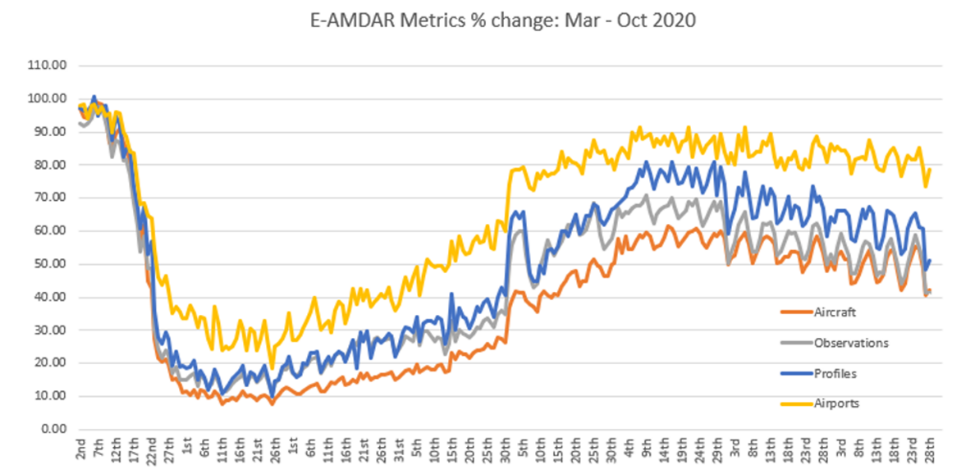 E-AMDAR Metrics % change: Mar - Oct 2020
110.00
100.00
90.00
80.00
70.00
60.00
50.00
40.00
30.00
20.00
10.00
0.00
Aircraft
Observations
Profiles
Airports
2nd 7th 12th 17th 22nd 27th 1st 6th 11th 16th 21st 26th 1st 6th 11th 16th 21st 26th 31st 5th 10th 15th 20th 25th 30th 5th 10th 15th 20th 25th 30th 4th 9th 14th 19th 24th 29th 3rd 8th 13th 18th 23rd 28th 3rd 8th 13th 18th 23rd 28th